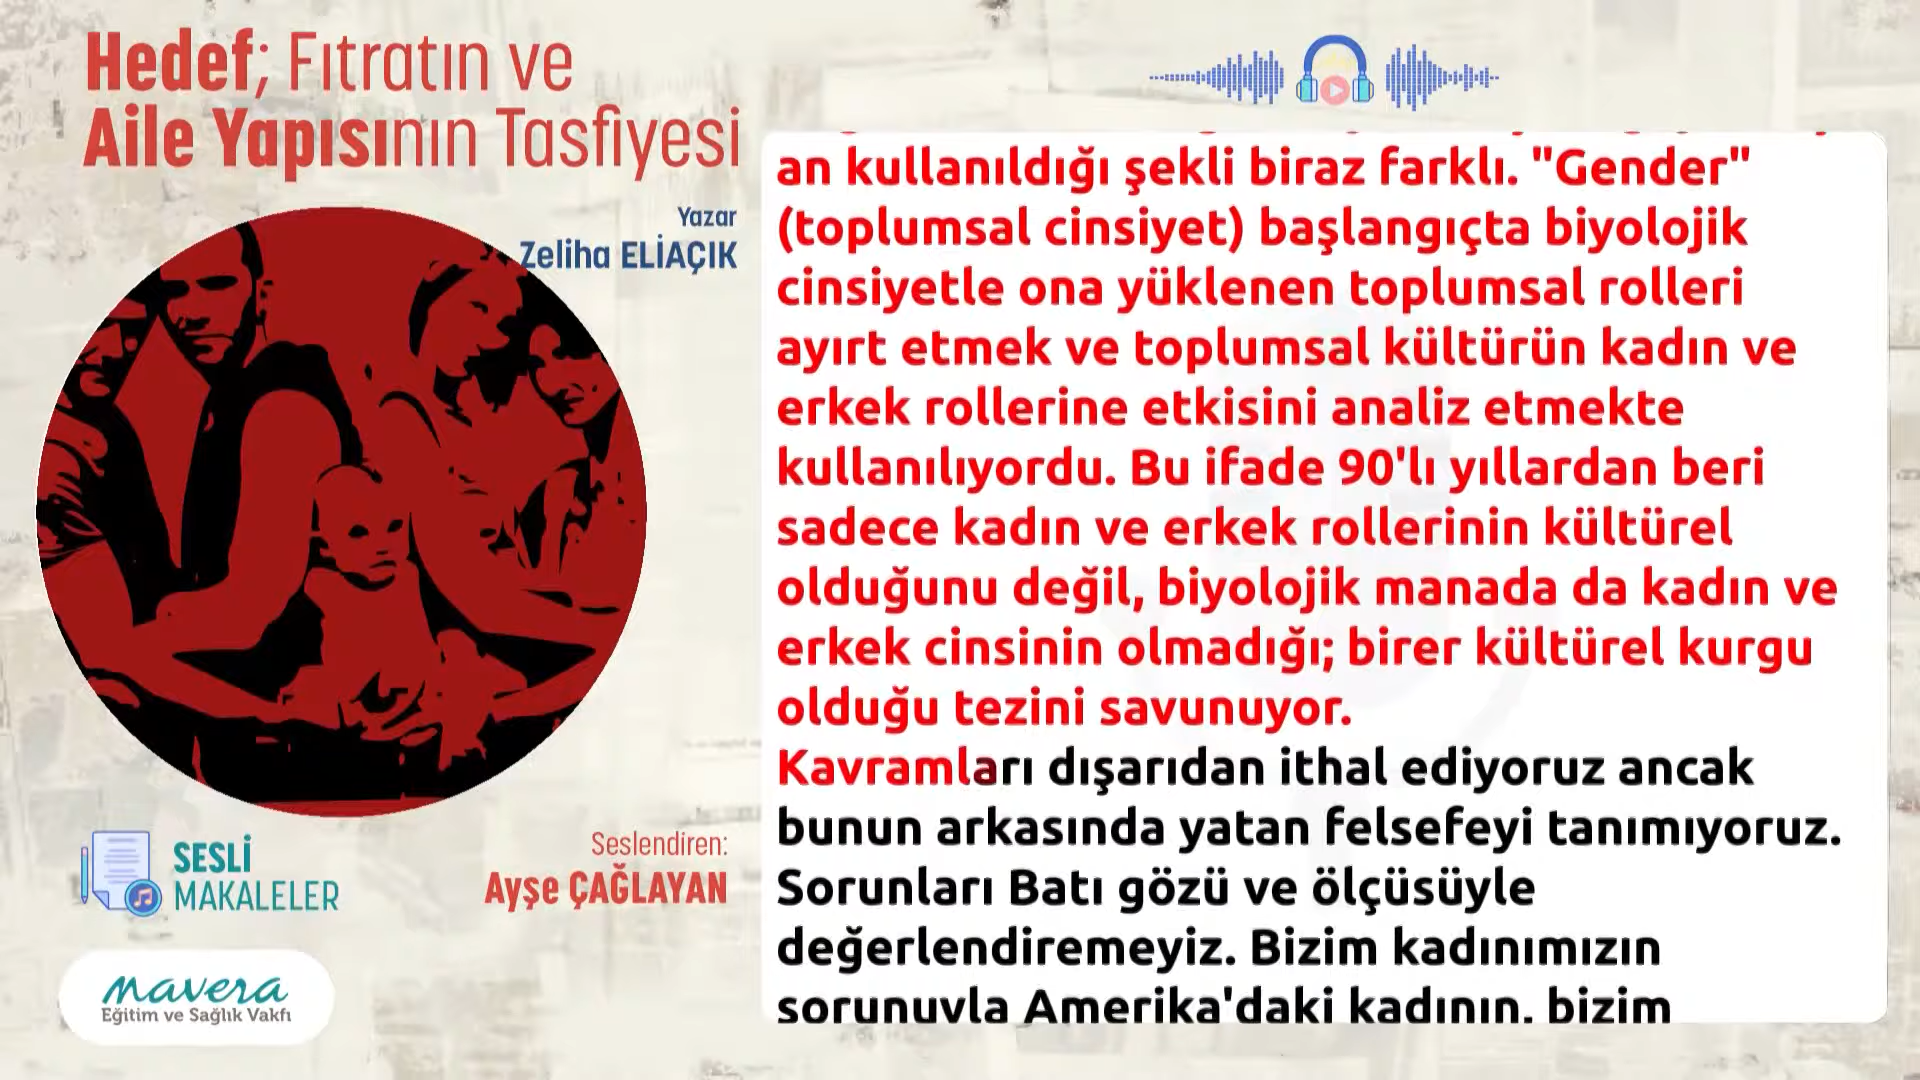 Hedef; Fıtratın ve
Aile Yapısının Tasfiyesi
Yazar
Zeliha ELİAÇIK
an kullanıldığı şekli biraz farklı. "Gender"
(toplumsal cinsiyet) başlangıçta biyolojik
cinsiyetle ona yüklenen toplumsal rolleri
ayırt etmek ve toplumsal kültürün kadın ve
erkek rollerine etkisini analiz etmekte
kullanılıyordu. Bu ifade 90'lı yıllardan beri
sadece kadın ve erkek rollerinin kültürel
olduğunu değil, biyolojik manada da kadın ve
erkek cinsinin olmadığı; birer kültürel kurgu
olduğu tezini savunuyor.
Kavramları dışarıdan ithal ediyoruz ancak
bunun arkasında yatan felsefeyi tanımıyoruz.
Sorunları Batı gözü ve ölçüsüyle
değerlendiremeyiz. Bizim kadınımızın
sorunuyla Amerika'daki kadının, bizim
Seslendiren:
Ayşe ÇAĞLAYAN
SESLİ
MAKALELER
mavera
Eğitim ve Sağlık Vakfı